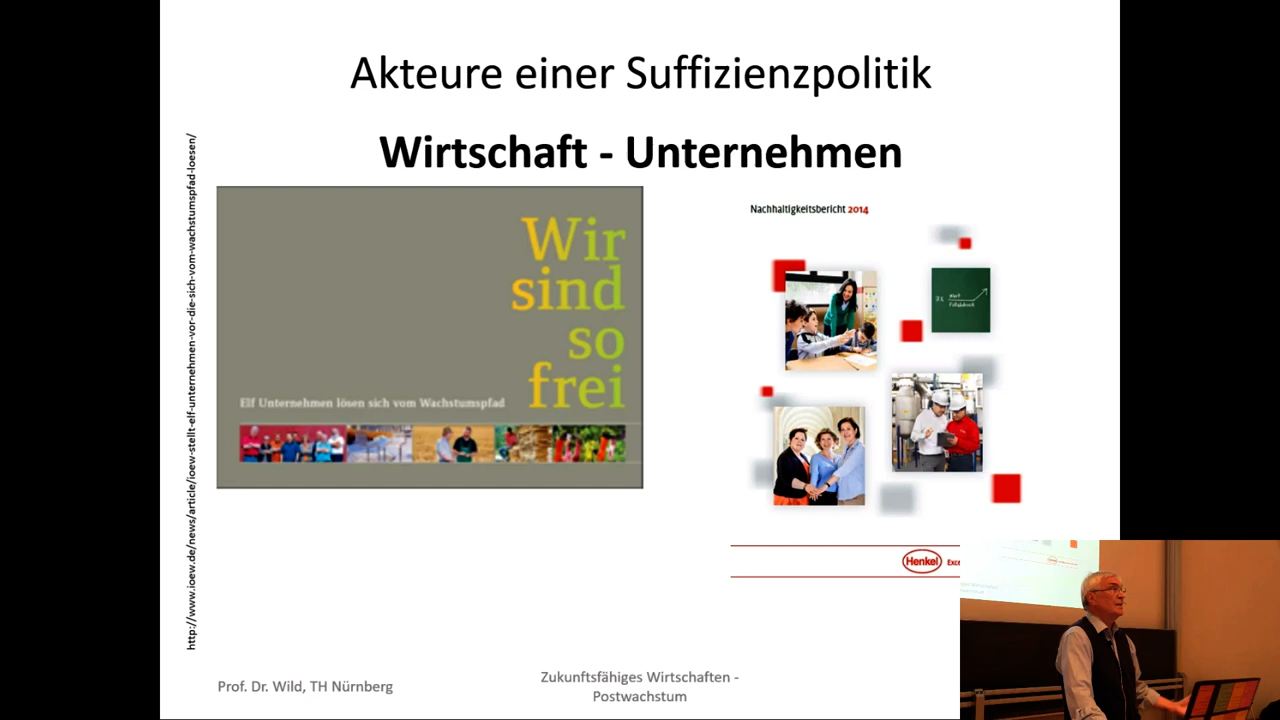 Akteure einer Suffizienzpolitik
Wirtschaft - Unternehmen
http://www.ioew.de/news/article/ioew-stellt-elf-unternehmen-vor-die-sich-vom-wachstumspfad-loesen/
Wir
sind
so
frei
Elf Unternehmen lösen sich vom Wachstumspfad
Nachhaltigkeitsbericht 2014
Henkel
Prof. Dr. Wild, TH Nürnberg
Zukunftsfähiges Wirtschaften -
Postwachstum